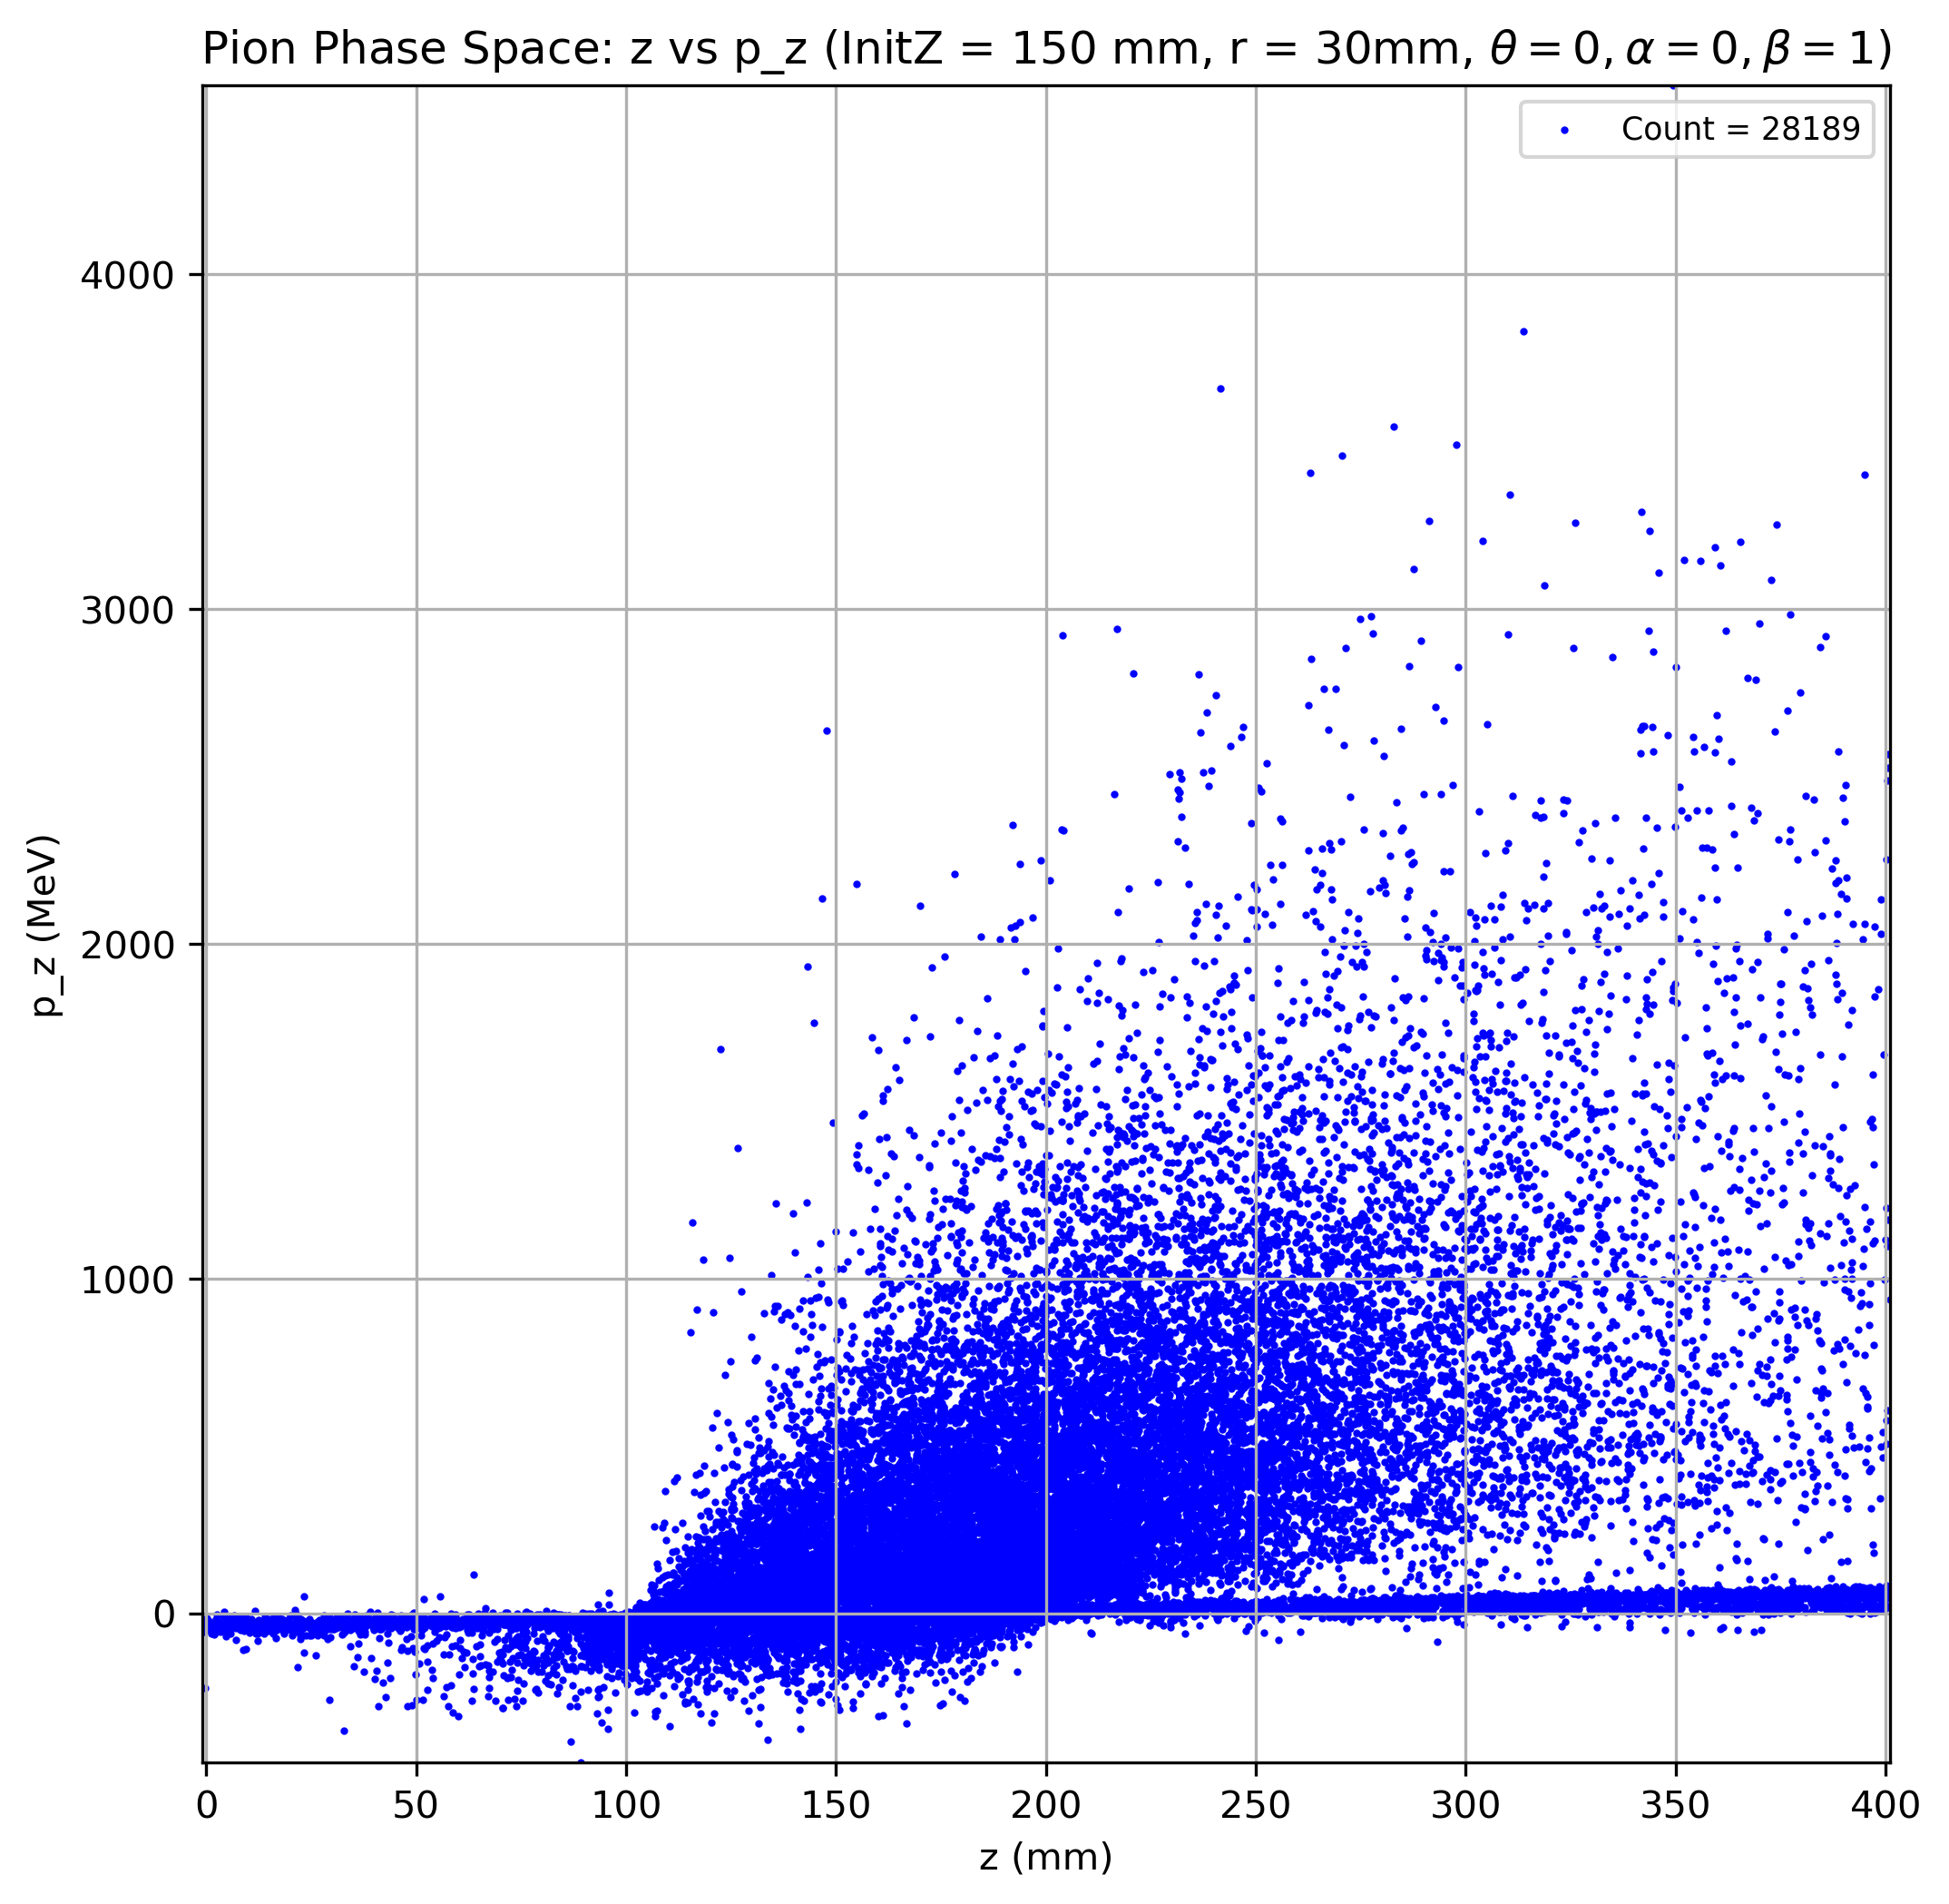 Pion Phase Space: z vs p_z (InitZ = 150 mm, r = 30mm, θ = 0, α = 0, β = 1)
Count = 28189
4000
3000
2000
1000
0
p_z (MeV)
0 50 100 150 200 250 300 350 400
z (mm)